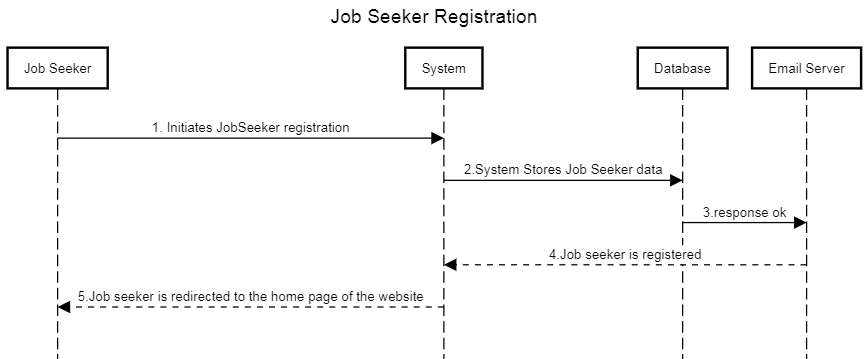 Job Seeker Registration
Job Seeker
System
Database
Email Server
1. Initiates JobSeeker registration
2.System Stores Job Seeker data
3.response ok
4.Job seeker is registered
5.Job seeker is redirected to the home page of the website